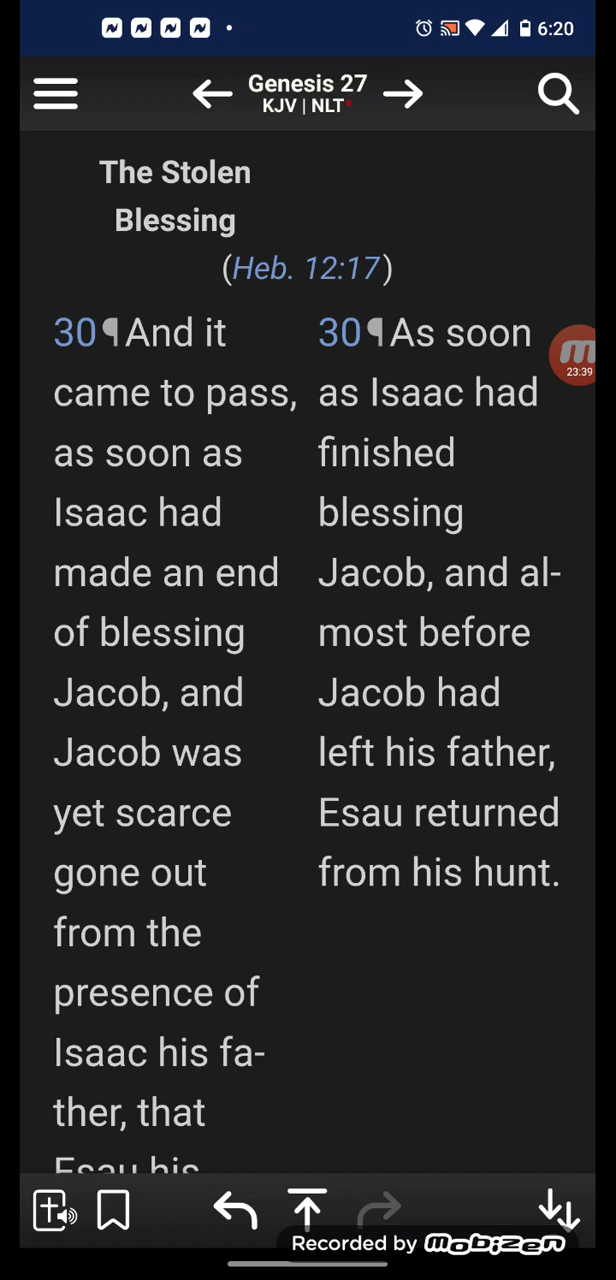 6:20
Genesis 27
KJV | NLT*
The Stolen
Blessing
(Heb. 12:17)
30 ¶ And it
came to pass,
as soon as
Isaac had
made an end
of blessing
Jacob, and
Jacob was
yet scarce
gone out
from the
presence of
Isaac his fa-
ther, that
Esau his
30 ¶ As soon
as Isaac had
finished
blessing
Jacob, and al-
most before
Jacob had
left his father,
Esau returned
from his hunt.
23:39
Recorded by mobizen